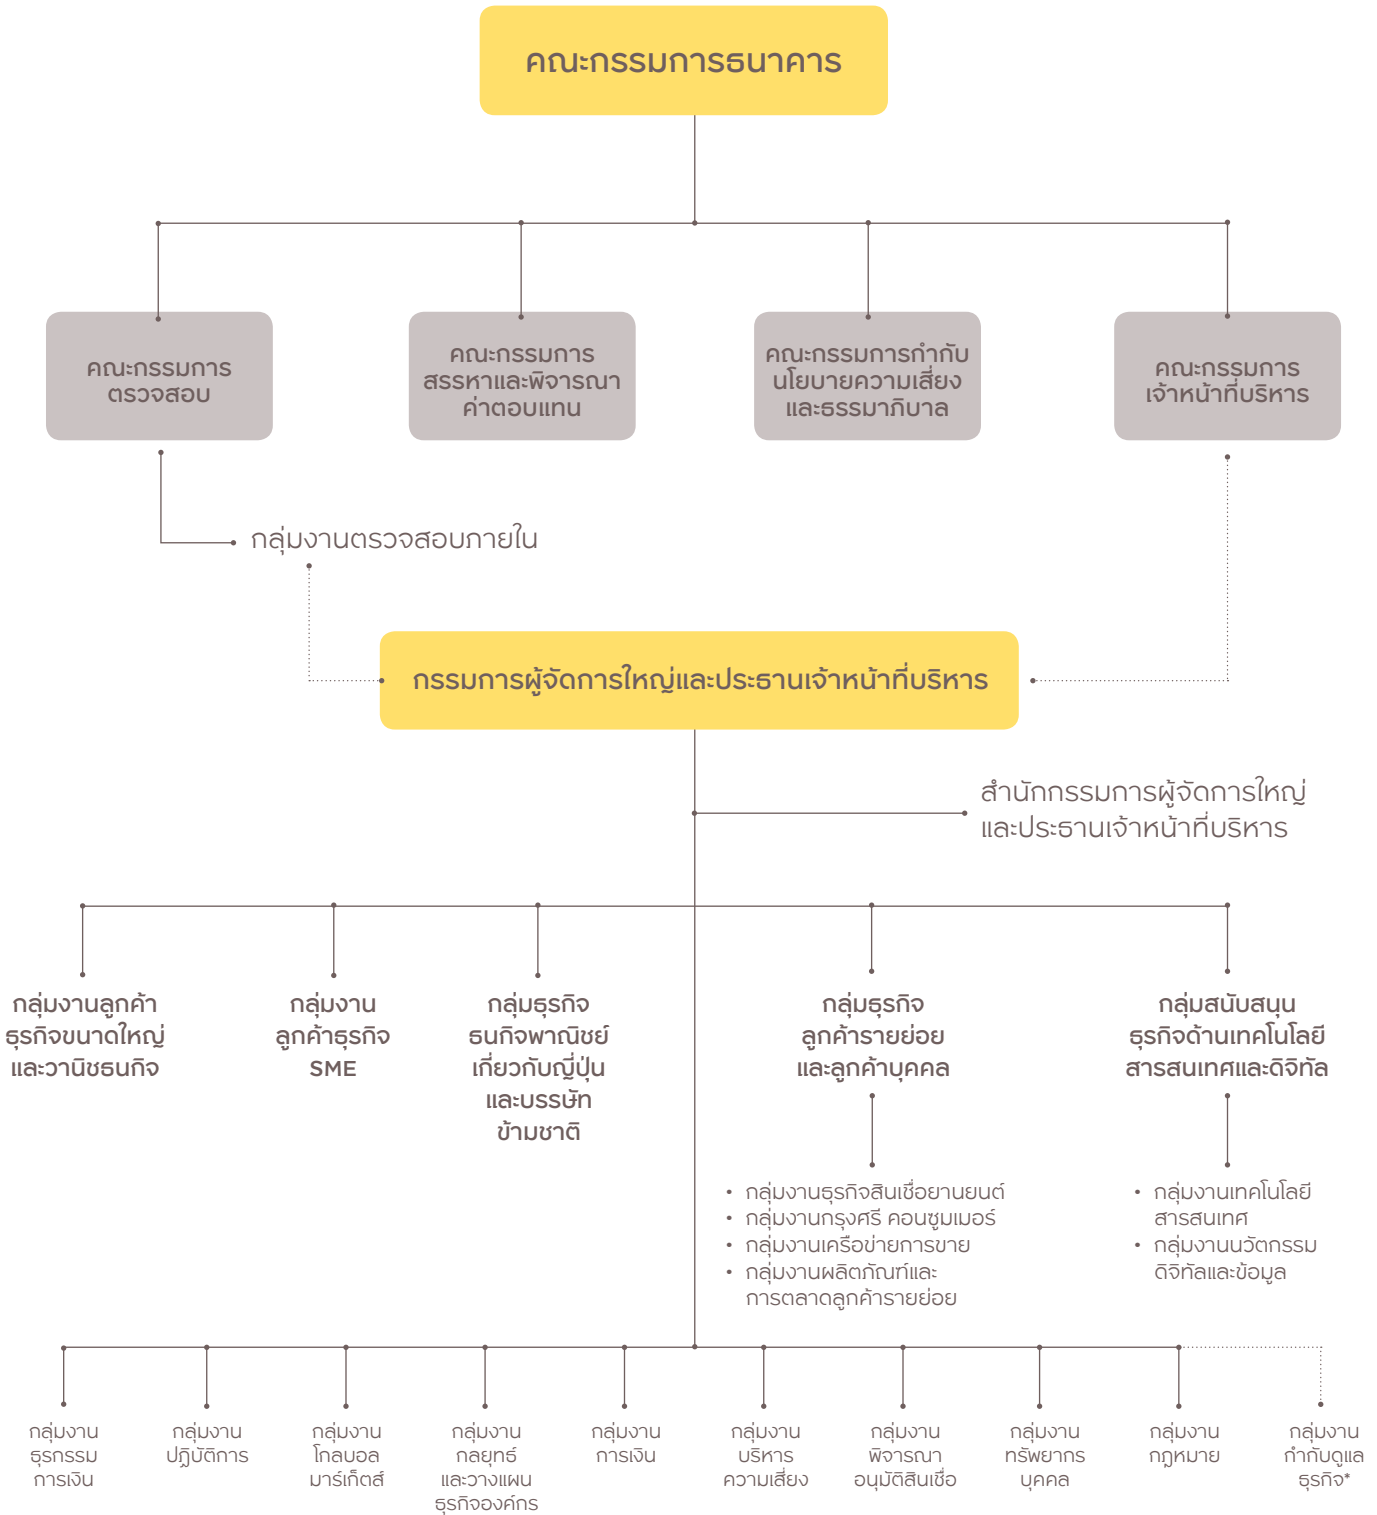 คณะกรรมการธนาคาร
คณะกรรมการ
ตรวจสอบ
คณะกรรมการ
สรรหาและพิจารณา
ค่าตอบแทน
คณะกรรมการกำกับ
นโยบายความเสี่ยง
และธรรมาภิบาล
คณะกรรมการ
เจ้าหน้าที่บริหาร
กลุ่มงานตรวจสอบภายใน
กรรมการผู้จัดการใหญ่และประธานเจ้าหน้าที่บริหาร
สำนักกรรมการผู้จัดการใหญ่
และประธานเจ้าหน้าที่บริหาร
กลุ่มงานลูกค้า
ธุรกิจขนาดใหญ่
และวานิชธนกิจ
กลุ่มงาน
ลูกค้าธุรกิจ
SME
กลุ่มธุรกิจ
ธนกิจพาณิชย์
เกี่ยวกับญี่ปุ่น
และบรรษัท
ข้ามชาติ
กลุ่มธุรกิจ
ลูกค้ารายย่อย
และลูกค้าบุคคล
กลุ่มสนับสนุน
ธุรกิจด้านเทคโนโลยี
สารสนเทศและดิจิทัล
• กลุ่มงานธุรกิจสินเชื่อยานยนต์
• กลุ่มงานกรุงศรี คอนซูมเมอร์
• กลุ่มงานเครือข่ายการขาย
• กลุ่มงานผลิตภัณฑ์และ
การตลาดลูกค้ารายย่อย
• กลุ่มงานเทคโนโลยี
สารสนเทศ
• กลุ่มงานนวัตกรรม
ดิจิทัลและข้อมูล
กลุ่มงาน
ธุรกรรม
การเงิน
กลุ่มงาน
ปฏิบัติการ
กลุ่มงาน
โกลบอล
มาร์เก็ตส์
กลุ่มงาน
กลยุทธ์
และวางแผน
ธุรกิจองค์กร
กลุ่มงาน
การเงิน
กลุ่มงาน
บริหาร
ความเสี่ยง
กลุ่มงาน
พิจารณา
อนุมัติสินเชื่อ
กลุ่มงาน
ทรัพยากร
บุคคล
กลุ่มงาน
กฎหมาย
กลุ่มงาน
กำกับดูแล
ธุรกิจ*